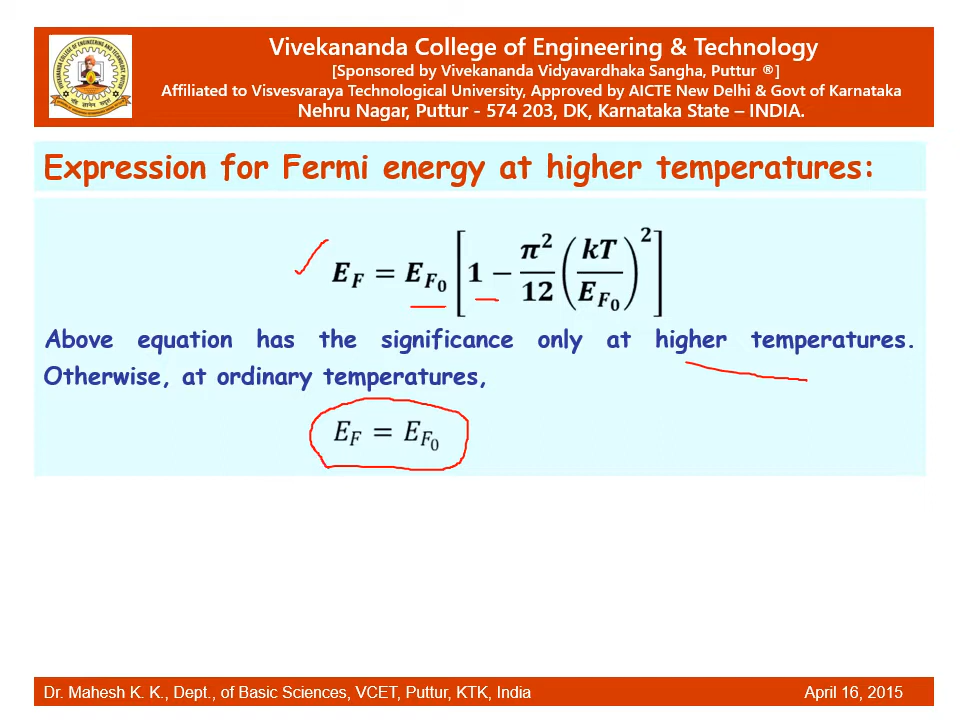 Vivekananda College of Engineering & Technology
[Sponsored by Vivekananda Vidyavardhaka Sangha, Puttur ®]
Affiliated to Visvesvaraya Technological University, Approved by AICTE New Delhi & Govt of Karnataka
Nehru Nagar, Puttur - 574 203, DK, Karnataka State – INDIA.
Expression for Fermi energy at higher temperatures:
E_F = E_{F_0} [1 − π²/12 (kT/E_{F_0})²]
Above equation has the significance only at higher temperatures.
Otherwise, at ordinary temperatures,
E_F = E_{F_0}
Dr. Mahesh K. K., Dept., of Basic Sciences, VCET, Puttur, KTK, India
April 16, 2015